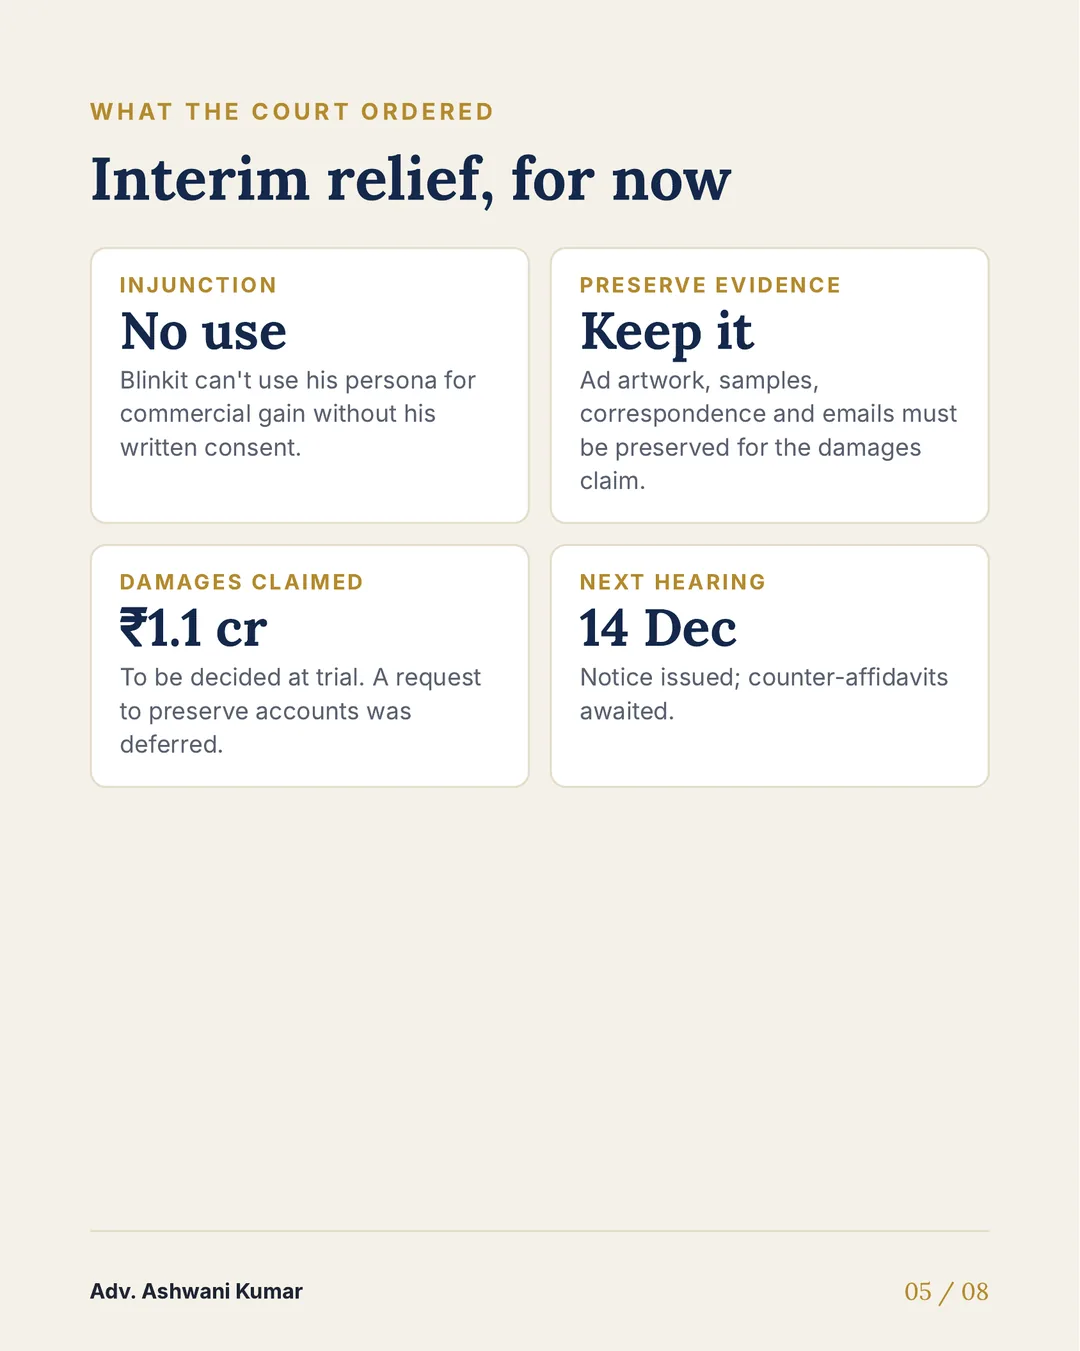 WHAT THE COURT ORDERED
Interim relief, for now
INJUNCTION
No use
Blinkit can't use his persona for
commercial gain without his
written consent.
PRESERVE EVIDENCE
Keep it
Ad artwork, samples,
correspondence and emails must
be preserved for the damages
claim.
DAMAGES CLAIMED
₹1.1 cr
To be decided at trial. A request
to preserve accounts was
deferred.
NEXT HEARING
14 Dec
Notice issued; counter-affidavits
awaited.
Adv. Ashwani Kumar
05 / 08